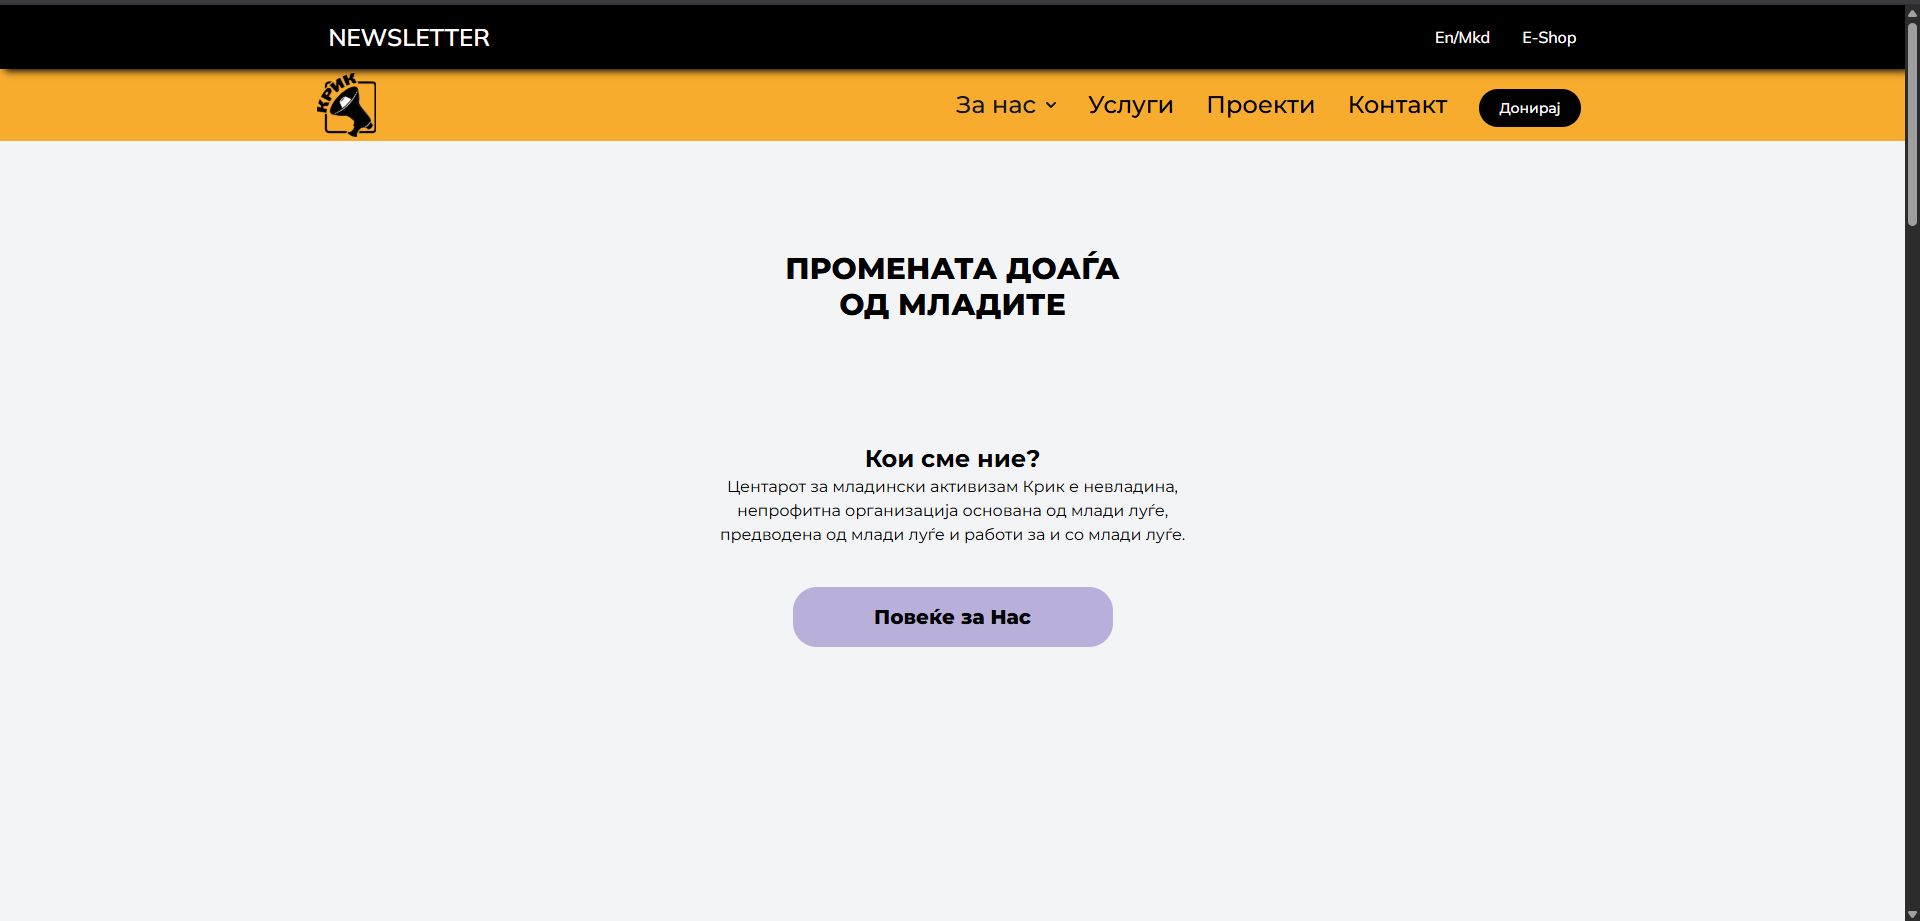 NEWSLETTER
En/Mkd
E-Shop
КРИК
За нас
Услуги
Проекти
Контакт
Донирај
ПРОМЕНАТА ДОАЃА
ОД МЛАДИТЕ
Кои сме ние?
Центарот за младински активизам Крик е невладина,
непрофитна организација основана од млади луѓе,
предводена од млади луѓе и работи за и со млади луѓе.
Повеќе за Нас